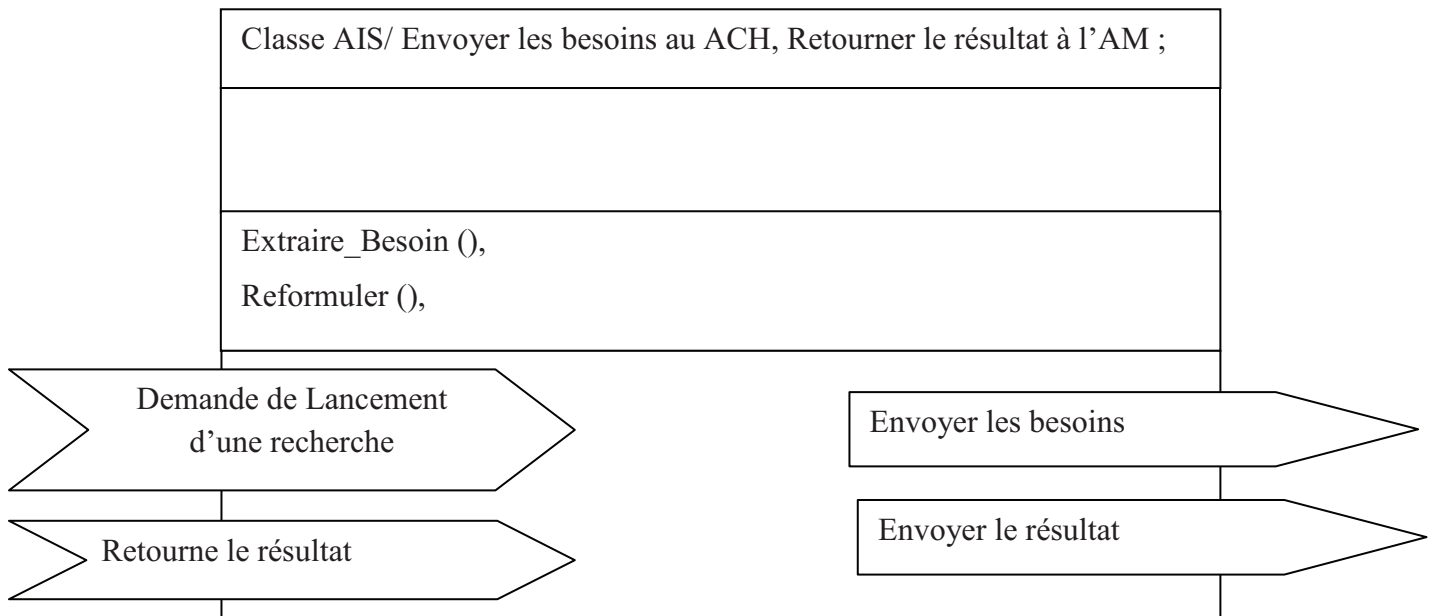 Classe AIS/ Envoyer les besoins au ACH, Retourner le résultat à l’AM ;
Extraire_Besoin (),
Reformuler (),
Demande de Lancement
d’une recherche
Envoyer les besoins
Retourne le résultat
Envoyer le résultat